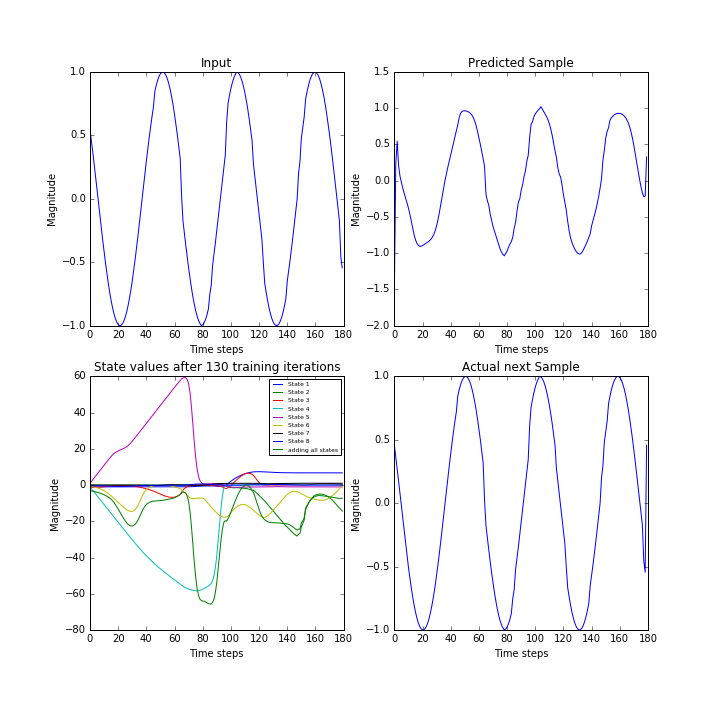 Input
Magnitude
1.0
0.5
0.0
−0.5
−1.0
0 20 40 60 80 100 120 140 160 180
Time steps
Predicted Sample
Magnitude
1.5
1.0
0.5
0.0
−0.5
−1.0
−1.5
−2.0
0 20 40 60 80 100 120 140 160 180
Time steps
State values after 130 training iterations
Magnitude
60
40
20
0
−20
−40
−60
−80
0 20 40 60 80 100 120 140 160 180
Time steps
State 1
State 2
State 3
State 4
State 5
State 6
State 7
State 8
adding all states
Actual next Sample
Magnitude
1.0
0.5
0.0
−0.5
−1.0
0 20 40 60 80 100 120 140 160 180
Time steps